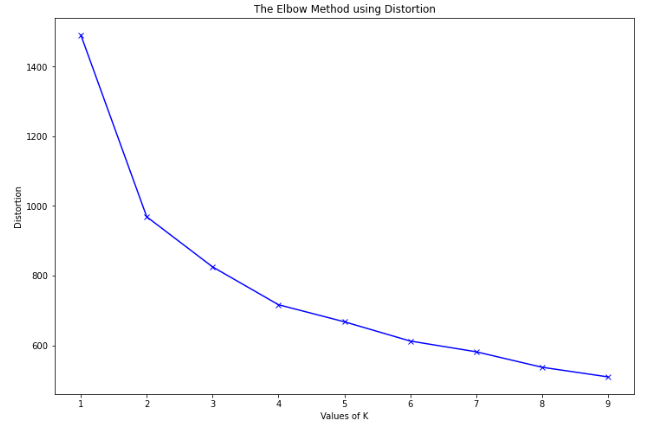 The Elbow Method using Distortion
1400
1200
1000
800
600
Distortion
1 2 3 4 5 6 7 8 9
Values of K